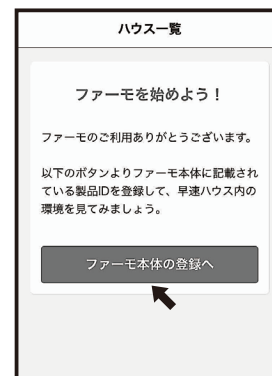 ハウス一覧
ファーモを始めよう！
ファーモのご利用ありがとうございます。
以下のボタンよりファーモ本体に記載され
ている製品IDを登録して、早速ハウス内の
環境を見てみましょう。
ファーモ本体の登録へ